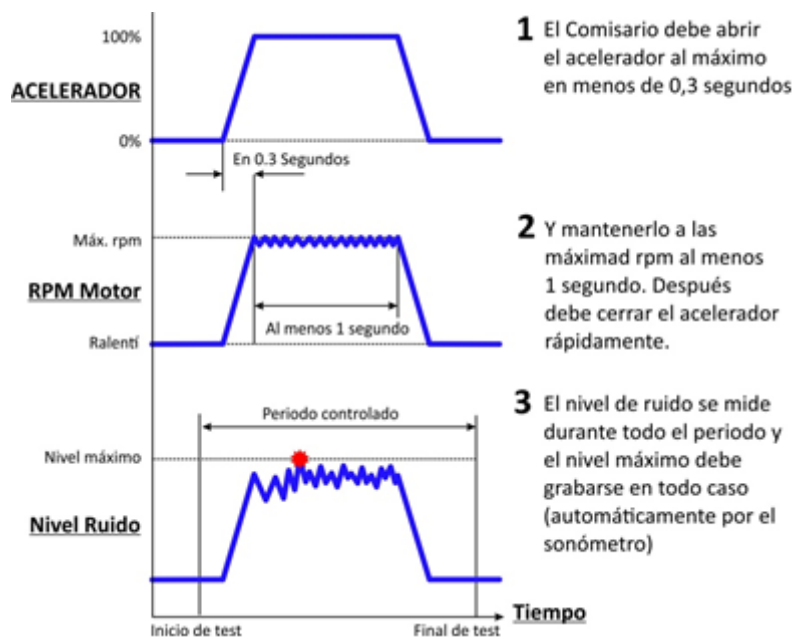 100%
ACELERADOR
0%
En 0.3 Segundos
1 El Comisario debe abrir
el acelerador al máximo
en menos de 0,3 segundos
Máx. rpm
RPM Motor
Ralentí
Al menos 1 segundo
2 Y mantenerlo a las
máximad rpm al menos
1 segundo. Después
debe cerrar el acelerador
rápidamente.
Periodo controlado
Nivel máximo
Nivel Ruido
3 El nivel de ruido se mide
durante todo el periodo y
el nivel máximo debe
grabarse en todo caso
(automáticamente por el
sonómetro)
Tiempo
Inicio de test
Final de test